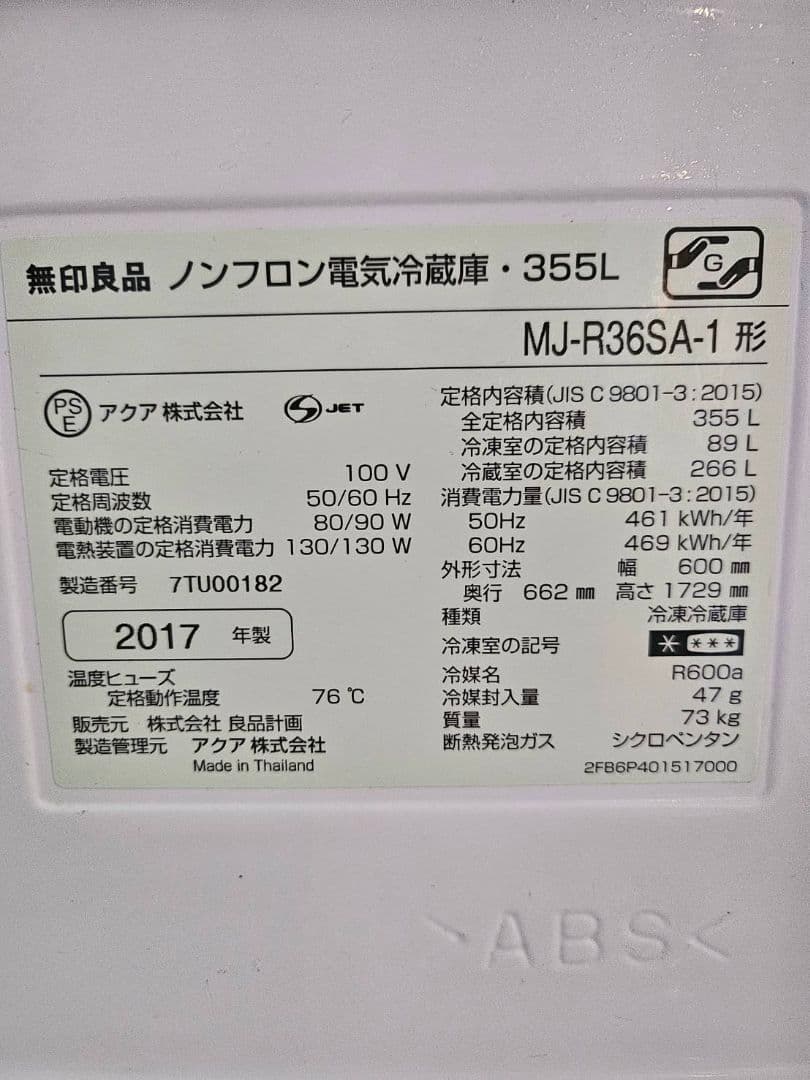 無印良品 ノンフロン電気冷蔵庫・355L
G
MJ-R36SA-1 形
PSE アクア 株式会社 S JET
定格電圧 100 V
定格周波数 50/60 Hz
電動機の定格消費電力 80/90 W
電熱装置の定格消費電力 130/130 W
製造番号 7TU00182
2017 年製
温度ヒューズ
定格動作温度 76 ℃
販売元 株式会社 良品計画
製造管理元 アクア 株式会社
Made in Thailand
定格内容積(JIS C 9801-3:2015)
全定格内容積 355 L
冷凍室の定格内容積 89 L
冷蔵室の定格内容積 266 L
消費電力量(JIS C 9801-3:2015)
50Hz 461 kWh/年
60Hz 469 kWh/年
外形寸法 幅 600 mm
奥行 662 mm 高さ 1729 mm
種類 冷凍冷蔵庫
冷凍室の記号 * ***
冷媒名 R600a
冷媒封入量 47 g
質量 73 kg
断熱発泡ガス シクロペンタン
2FB6P401517000
>ABS<